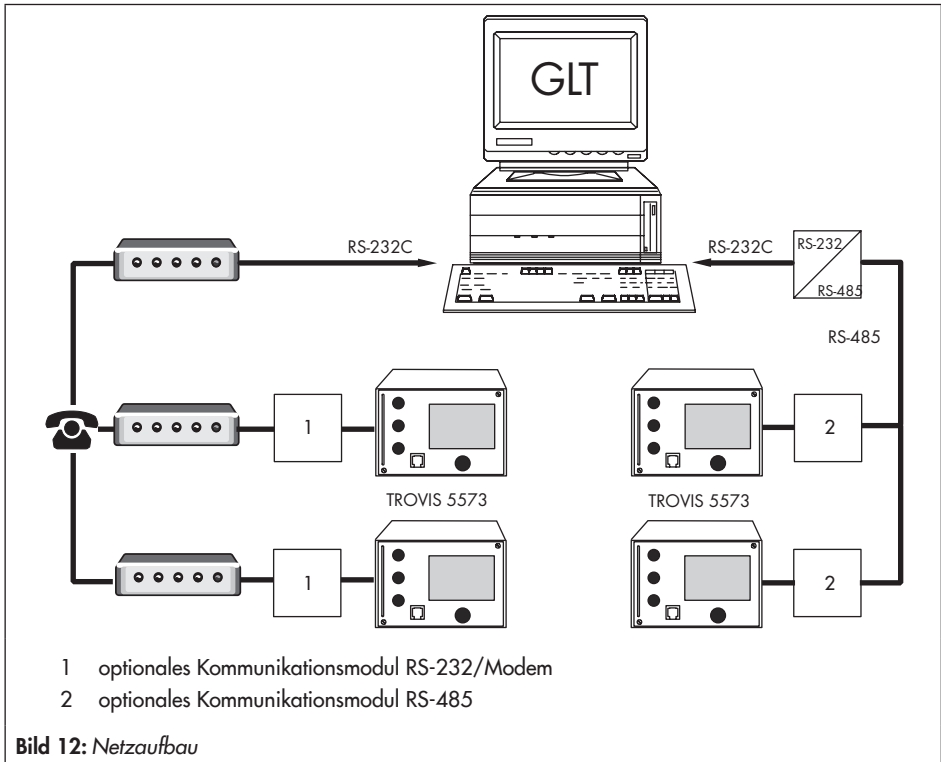 GLT
RS-232C
RS-232C
RS-232
RS-485
RS-485
1
2
TROVIS 5573
TROVIS 5573
1
2
1 optionales Kommunikationsmodul RS-232/Modem
2 optionales Kommunikationsmodul RS-485
Bild 12: Netzaufbau